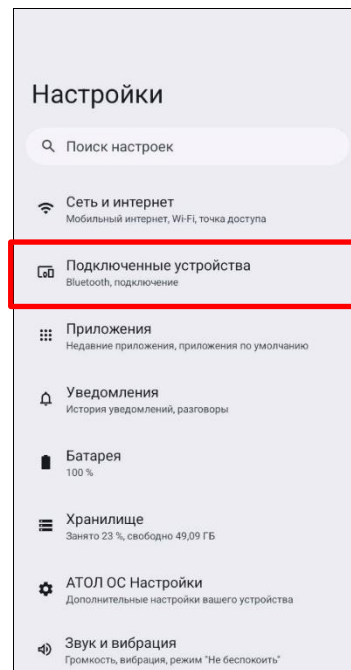 Настройки
Поиск настроек
Сеть и интернет
Мобильный интернет, Wi-Fi, точка доступа
Подключенные устройства
Bluetooth, подключение
Приложения
Недавние приложения, приложения по умолчанию
Уведомления
История уведомлений, разговоры
Батарея
100 %
Хранилище
Занято 23 %, свободно 49,09 ГБ
АТОЛ ОС Настройки
Дополнительные настройки вашего устройства
Звук и вибрация
Громкость, вибрация, режим "Не беспокоить"